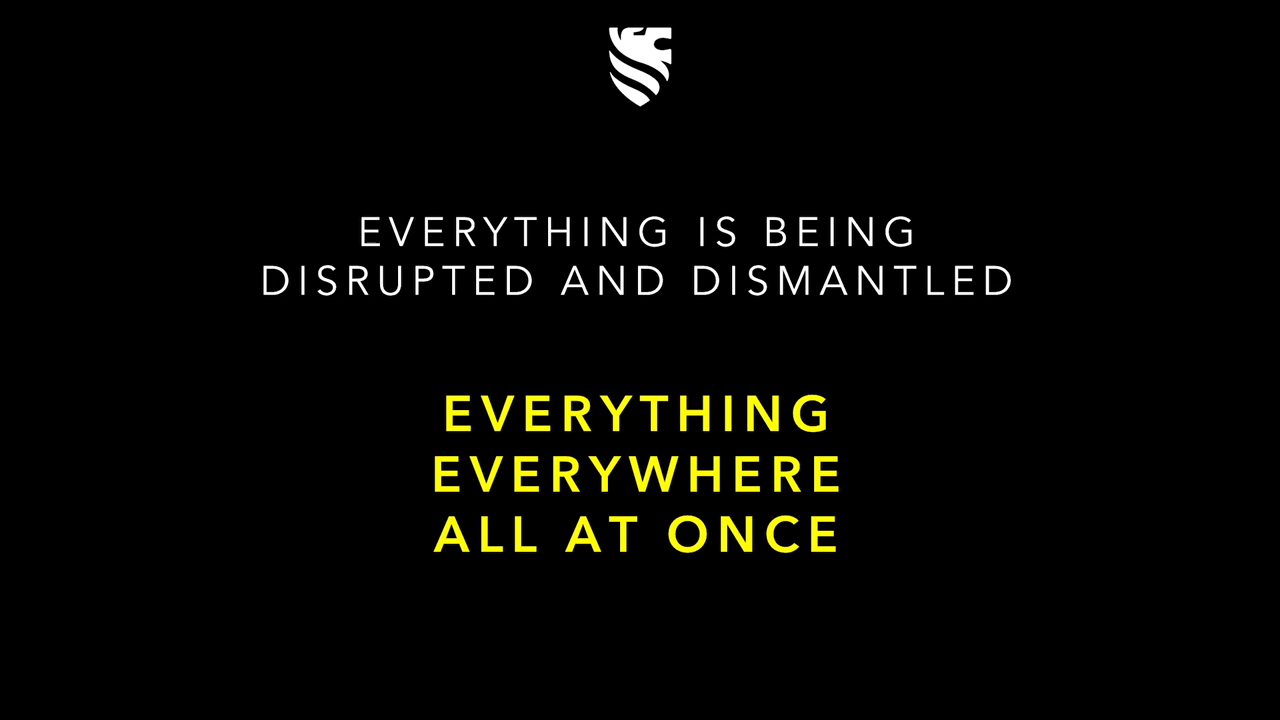 EVERYTHING IS BEING
DISRUPTED AND DISMANTLED
EVERYTHING
EVERYWHERE
ALL AT ONCE